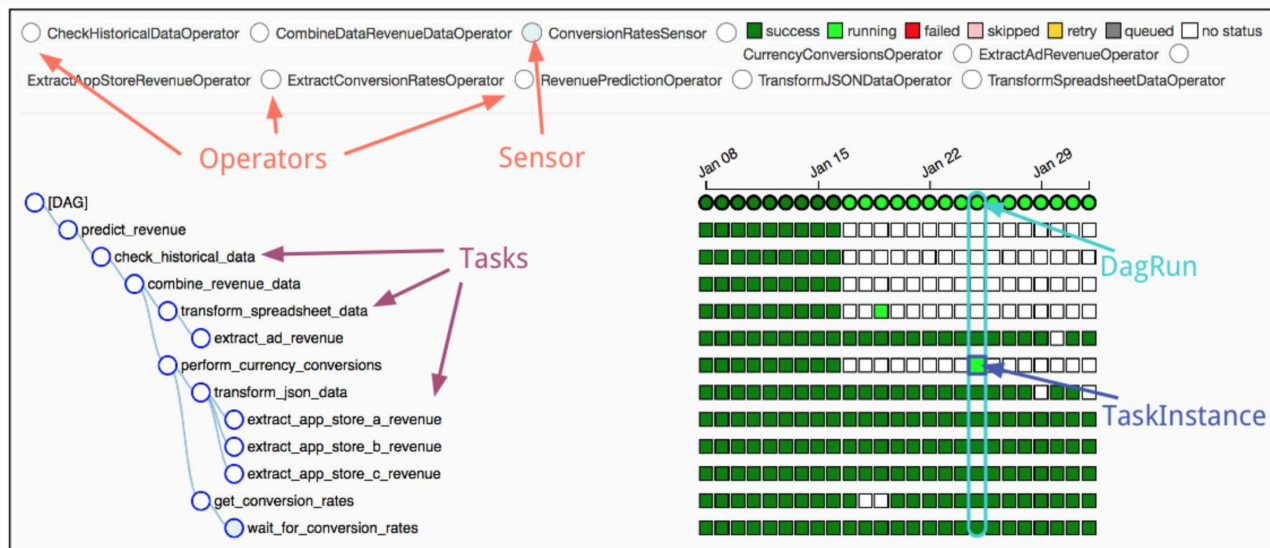 CheckHistoricalDataOperator CombineDataRevenueDataOperator ConversionRatesSensor success running failed skipped retry queued no status
CurrencyConversionsOperator ExtractAdRevenueOperator
ExtractAppStoreRevenueOperator ExtractConversionRatesOperator RevenuePredictionOperator TransformJSONDataOperator TransformSpreadsheetDataOperator
Operators Sensor
Jan 08 Jan 15 Jan 22 Jan 29
[DAG]
predict_revenue
check_historical_data
Tasks
DagRun
combine_revenue_data
transform_spreadsheet_data
extract_ad_revenue
perform_currency_conversions
transform_json_data
TaskInstance
extract_app_store_a_revenue
extract_app_store_b_revenue
extract_app_store_c_revenue
get_conversion_rates
wait_for_conversion_rates